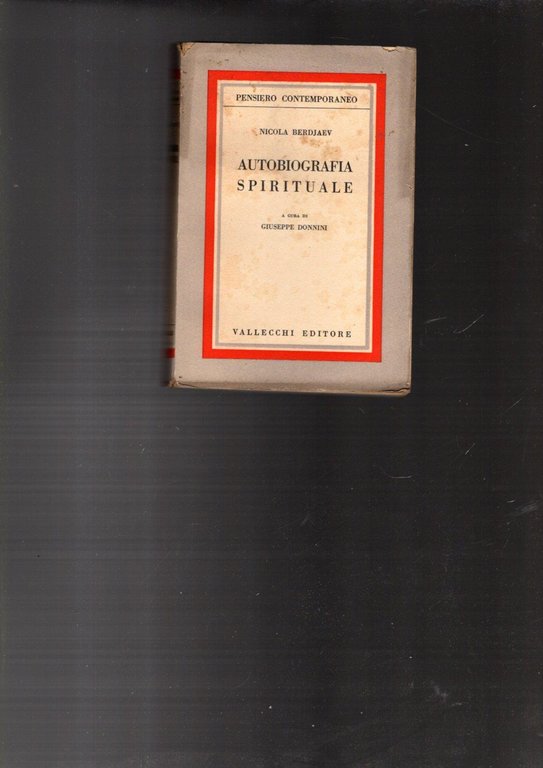 PENSIERO CONTEMPORANEO
NICOLA BERDJAEV
AUTOBIOGRAFIA
SPIRITUALE
A CURA DI
GIUSEPPE DONNINI
VALLECCHI EDITORE